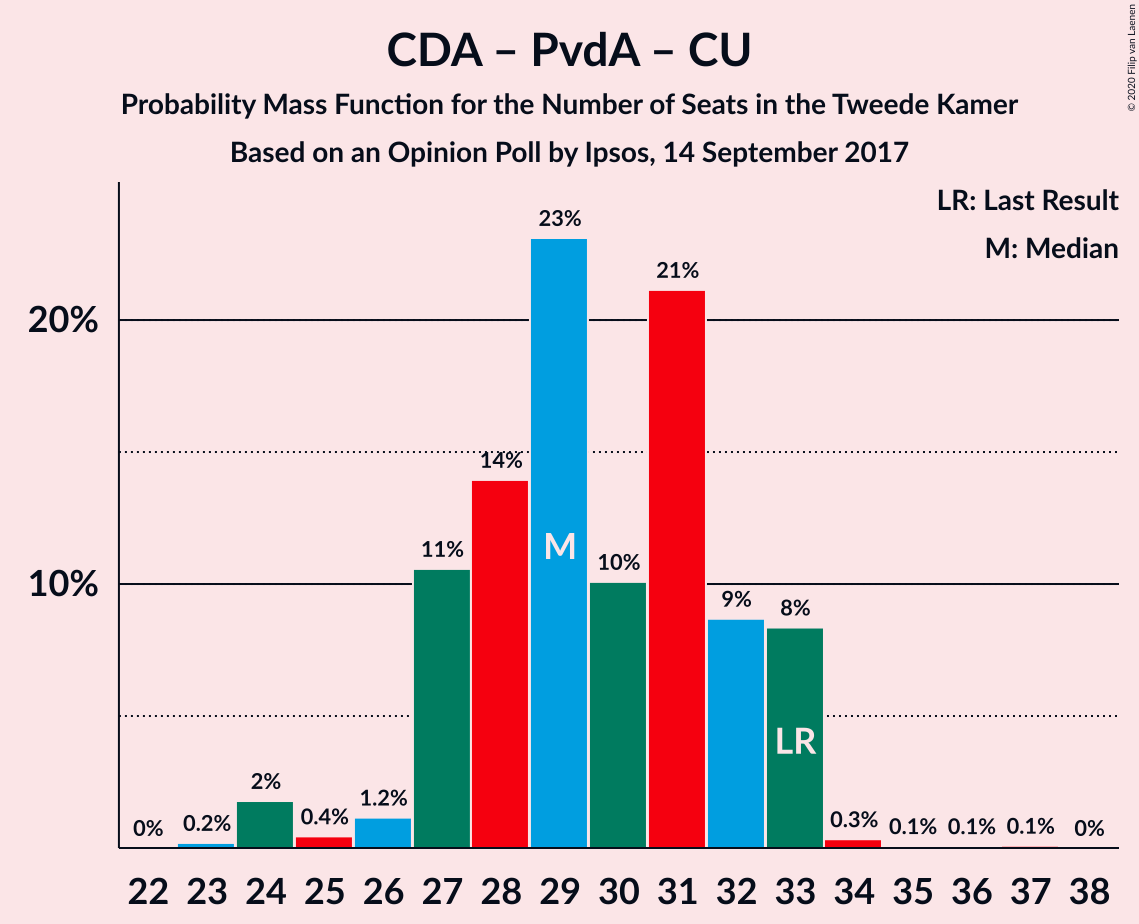 CDA – PvdA – CU
Probability Mass Function for the Number of Seats in the Tweede Kamer
Based on an Opinion Poll by Ipsos, 14 September 2017
© 2020 Filip van Laenen
LR: Last Result
M: Median
20%
10%
0%
0.2%
2%
0.4%
1.2%
11%
14%
23%
10%
21%
9%
8%
0.3%
0.1%
0.1%
0.1%
0%
M
LR
22 23 24 25 26 27 28 29 30 31 32 33 34 35 36 37 38